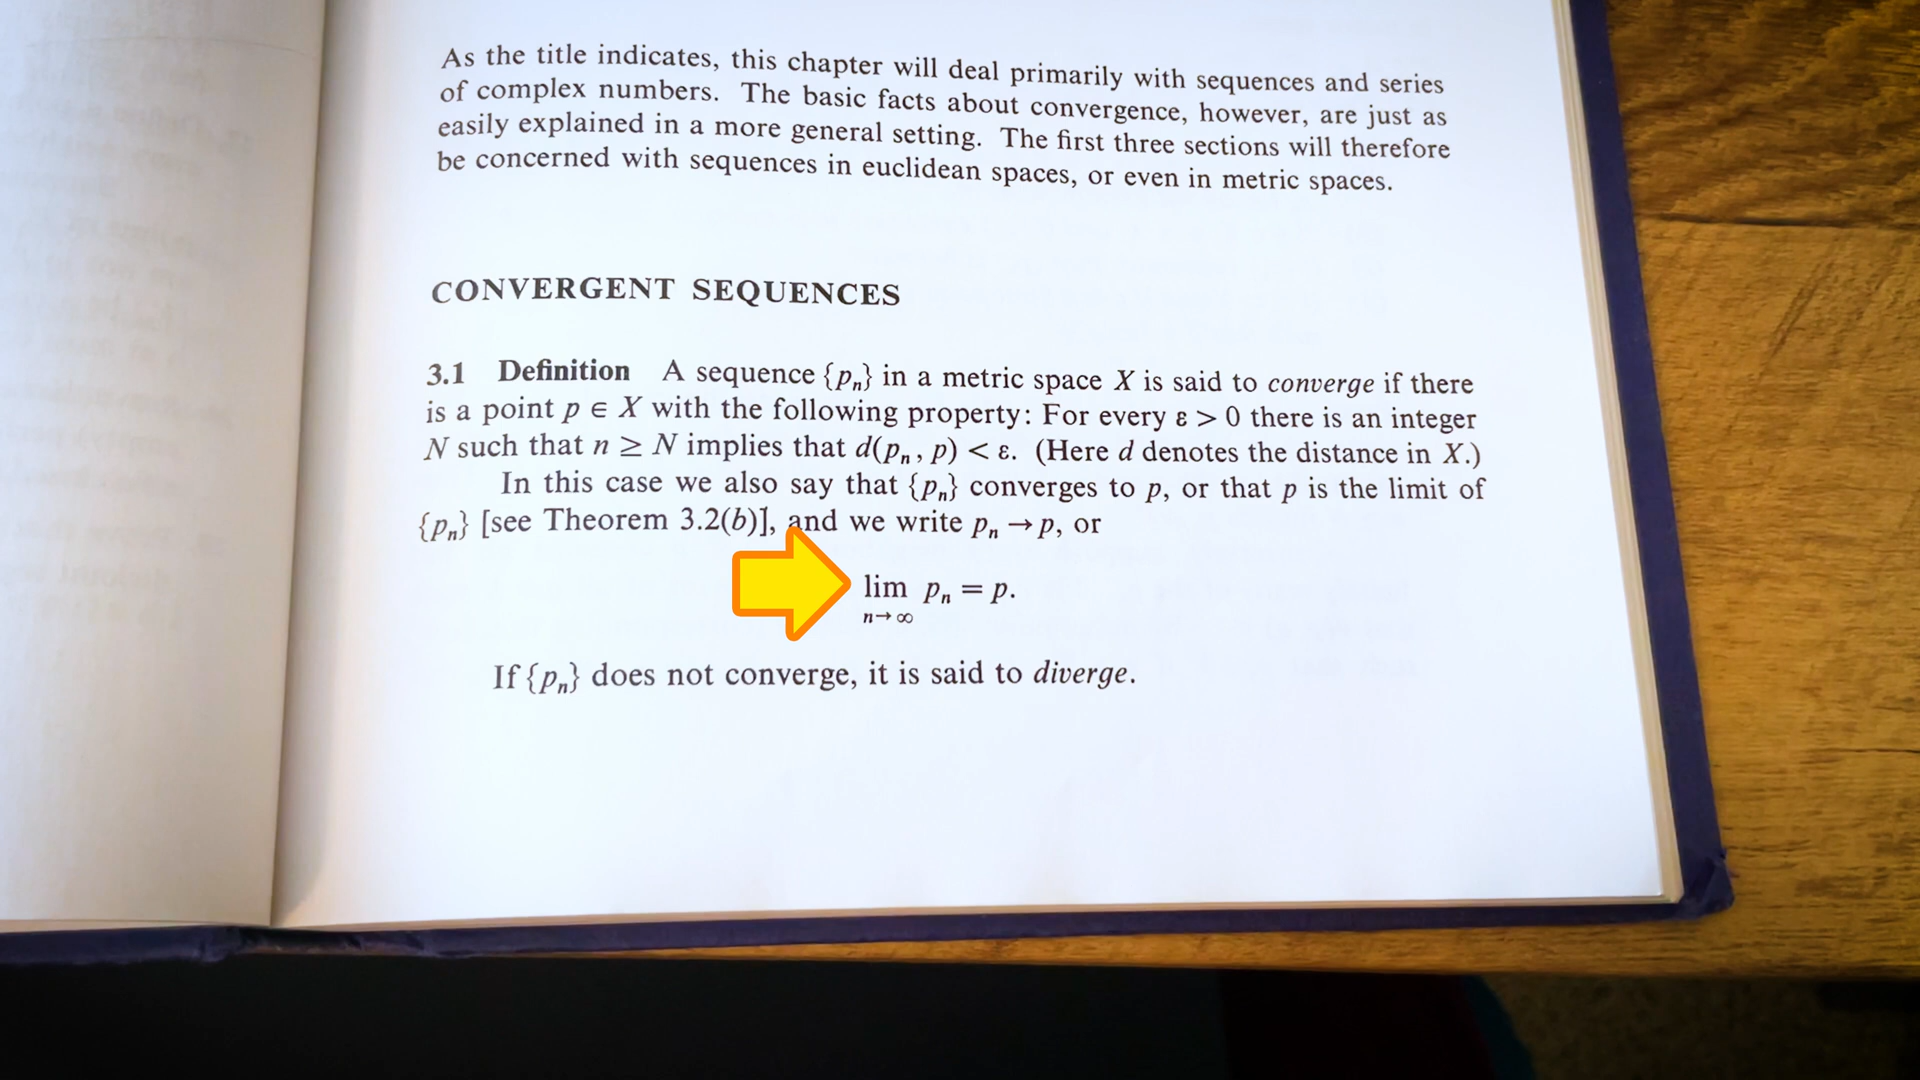 As the title indicates, this chapter will deal primarily with sequences and series
of complex numbers. The basic facts about convergence, however, are just as
easily explained in a more general setting. The first three sections will therefore
be concerned with sequences in euclidean spaces, or even in metric spaces.
CONVERGENT SEQUENCES
3.1 Definition A sequence {pₙ} in a metric space X is said to converge if there
is a point p ∈ X with the following property: For every ε > 0 there is an integer
N such that n ≥ N implies that d(pₙ, p) < ε. (Here d denotes the distance in X.)
In this case we also say that {pₙ} converges to p, or that p is the limit of
{pₙ} [see Theorem 3.2(b)], and we write pₙ → p, or
lim pₙ = p.
n→∞
If {pₙ} does not converge, it is said to diverge.